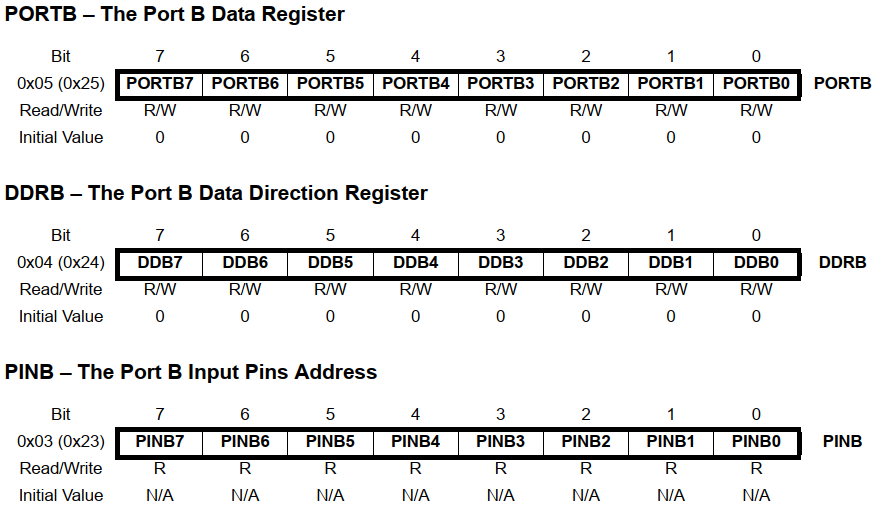 PORTB – The Port B Data Register
Bit 7 6 5 4 3 2 1 0
0x05 (0x25) PORTB7 PORTB6 PORTB5 PORTB4 PORTB3 PORTB2 PORTB1 PORTB0 PORTB
Read/Write R/W R/W R/W R/W R/W R/W R/W R/W
Initial Value 0 0 0 0 0 0 0 0
DDRB – The Port B Data Direction Register
Bit 7 6 5 4 3 2 1 0
0x04 (0x24) DDB7 DDB6 DDB5 DDB4 DDB3 DDB2 DDB1 DDB0 DDRB
Read/Write R/W R/W R/W R/W R/W R/W R/W R/W
Initial Value 0 0 0 0 0 0 0 0
PINB – The Port B Input Pins Address
Bit 7 6 5 4 3 2 1 0
0x03 (0x23) PINB7 PINB6 PINB5 PINB4 PINB3 PINB2 PINB1 PINB0 PINB
Read/Write R R R R R R R R
Initial Value N/A N/A N/A N/A N/A N/A N/A N/A